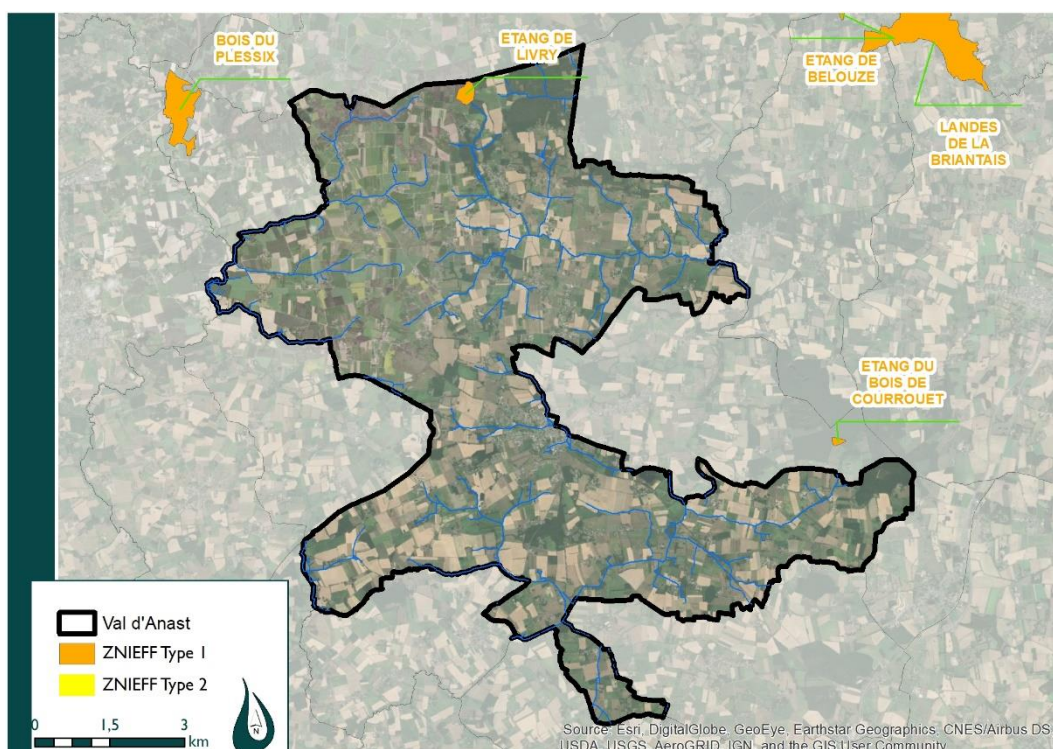 BOIS DU
PLESSIX
ETANG DE
LIVRY
ETANG DE
BELOUZE
LANDES
DE LA
BRIANTAIS
ETANG DU
BOIS DE
COURROUET
Val d'Anast
ZNIEFF Type 1
ZNIEFF Type 2
0 1,5 3
km
N
Source: Esri, DigitalGlobe, GeoEye, Earthstar Geographics, CNES/Airbus DS,
USDA, USGS, AeroGRID, IGN, and the GIS User Community